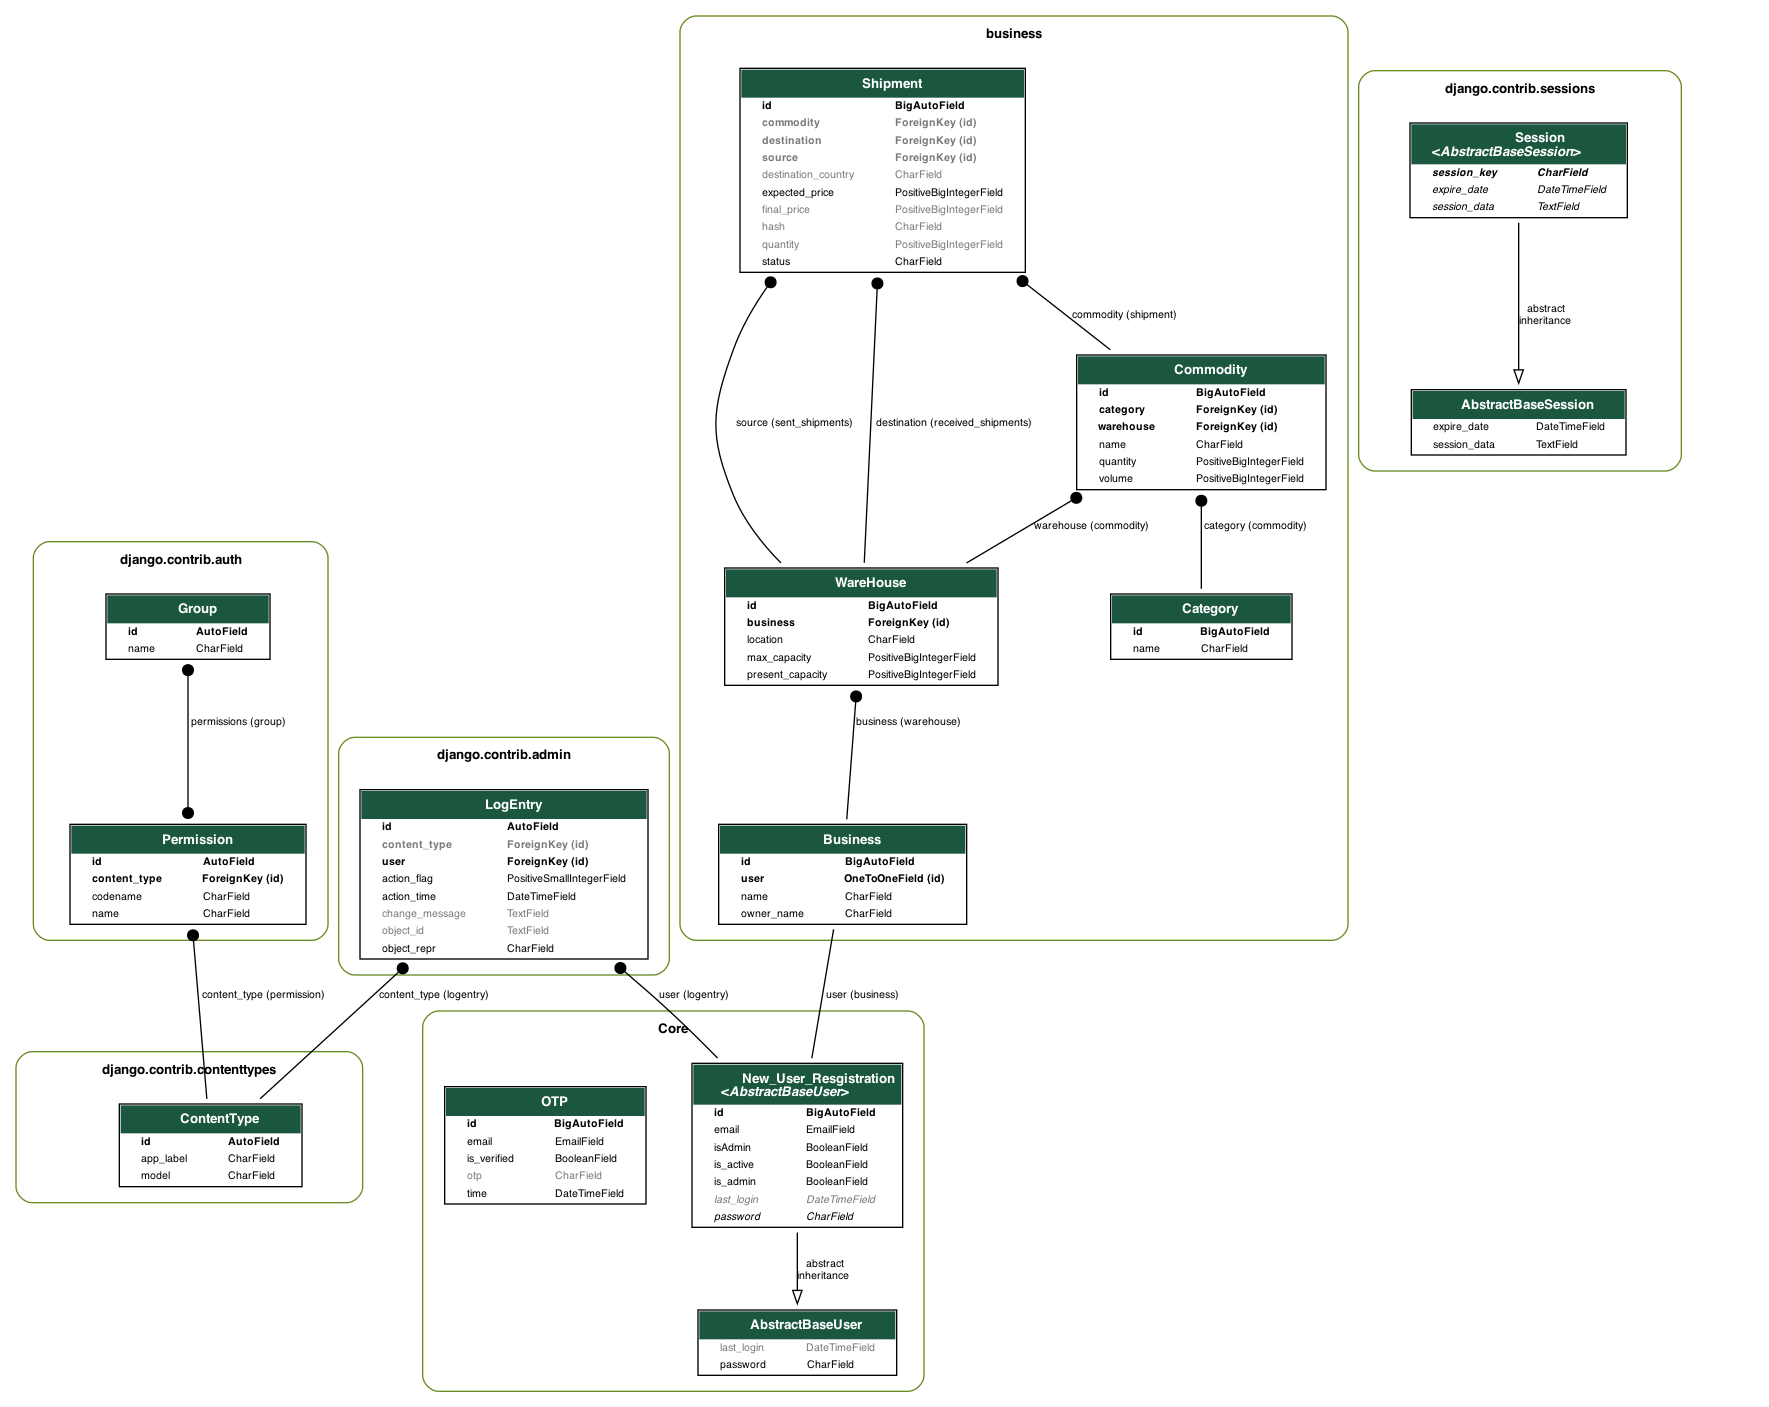 business
Shipment
id BigAutoField
commodity ForeignKey (id)
destination ForeignKey (id)
source ForeignKey (id)
destination_country CharField
expected_price PositiveBigIntegerField
final_price PositiveBigIntegerField
hash CharField
quantity PositiveBigIntegerField
status CharField
commodity (shipment)
source (sent_shipments)
destination (received_shipments)
Commodity
id BigAutoField
category ForeignKey (id)
warehouse ForeignKey (id)
name CharField
quantity PositiveBigIntegerField
volume PositiveBigIntegerField
warehouse (commodity)
category (commodity)
WareHouse
id BigAutoField
business ForeignKey (id)
location CharField
max_capacity PositiveBigIntegerField
present_capacity PositiveBigIntegerField
Category
id BigAutoField
name CharField
business (warehouse)
Business
id BigAutoField
user OneToOneField (id)
name CharField
owner_name CharField
user (business)
django.contrib.sessions
Session
<AbstractBaseSession>
session_key CharField
expire_date DateTimeField
session_data TextField
abstract
inheritance
AbstractBaseSession
expire_date DateTimeField
session_data TextField
django.contrib.auth
Group
id AutoField
name CharField
permissions (group)
Permission
id AutoField
content_type ForeignKey (id)
codename CharField
name CharField
content_type (permission)
django.contrib.admin
LogEntry
id AutoField
content_type ForeignKey (id)
user ForeignKey (id)
action_flag PositiveSmallIntegerField
action_time DateTimeField
change_message TextField
object_id TextField
object_repr CharField
content_type (logentry)
user (logentry)
django.contrib.contenttypes
ContentType
id AutoField
app_label CharField
model CharField
Core
OTP
id BigAutoField
email EmailField
is_verified BooleanField
otp CharField
time DateTimeField
New_User_Resgistration
<AbstractBaseUser>
id BigAutoField
email EmailField
isAdmin BooleanField
is_active BooleanField
is_admin BooleanField
last_login DateTimeField
password CharField
abstract
inheritance
AbstractBaseUser
last_login DateTimeField
password CharField